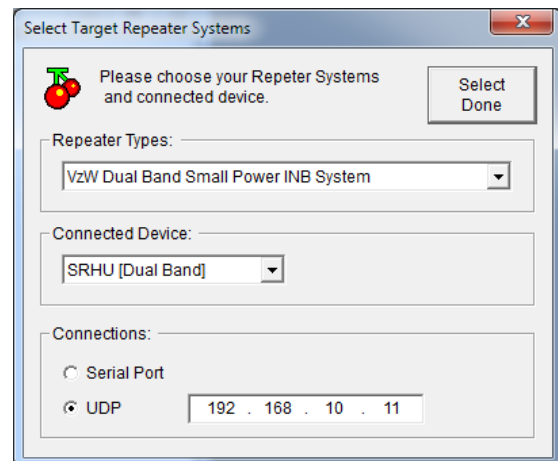 Select Target Repeater Systems
X
Please choose your Repeter Systems
and connected device.
Select
Done
Repeater Types:
VzW Dual Band Small Power INB System
Connected Device:
SRHU [Dual Band]
Connections:
Serial Port
UDP
192 . 168 . 10 . 11